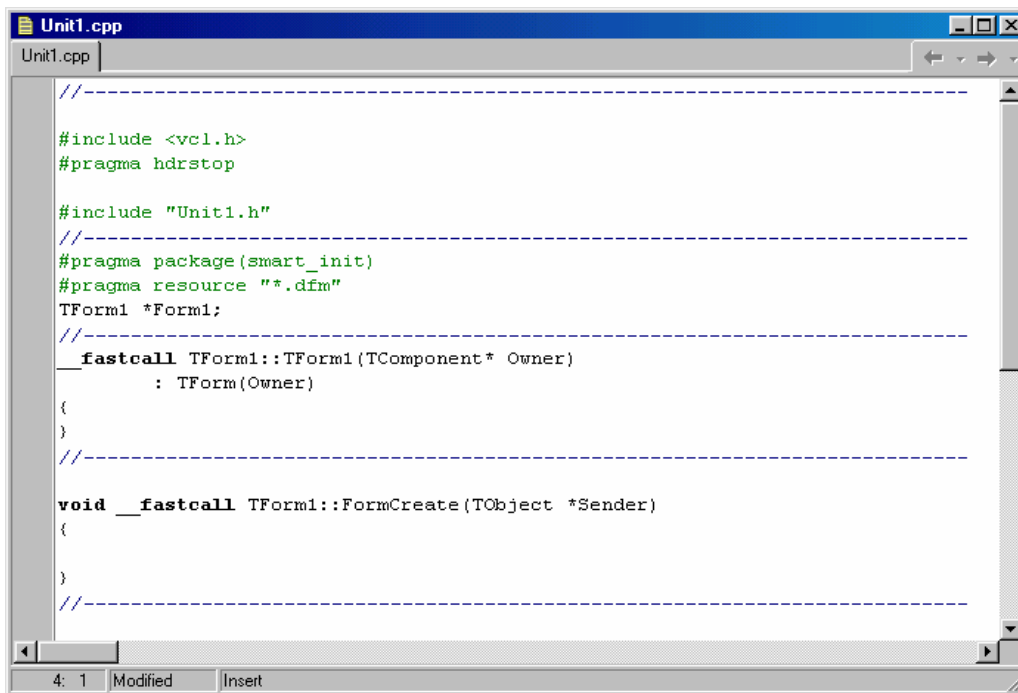 Unit1.cpp
Unit1.cpp
//---------------------------------------------------------------------------
#include <vcl.h>
#pragma hdrstop
#include "Unit1.h"
//---------------------------------------------------------------------------
#pragma package(smart_init)
#pragma resource "*.dfm"
TForm1 *Form1;
//---------------------------------------------------------------------------
__fastcall TForm1::TForm1(TComponent* Owner)
        : TForm(Owner)
{
}
//---------------------------------------------------------------------------
void __fastcall TForm1::FormCreate(TObject *Sender)
{
}
//---------------------------------------------------------------------------
4: 1 Modified Insert